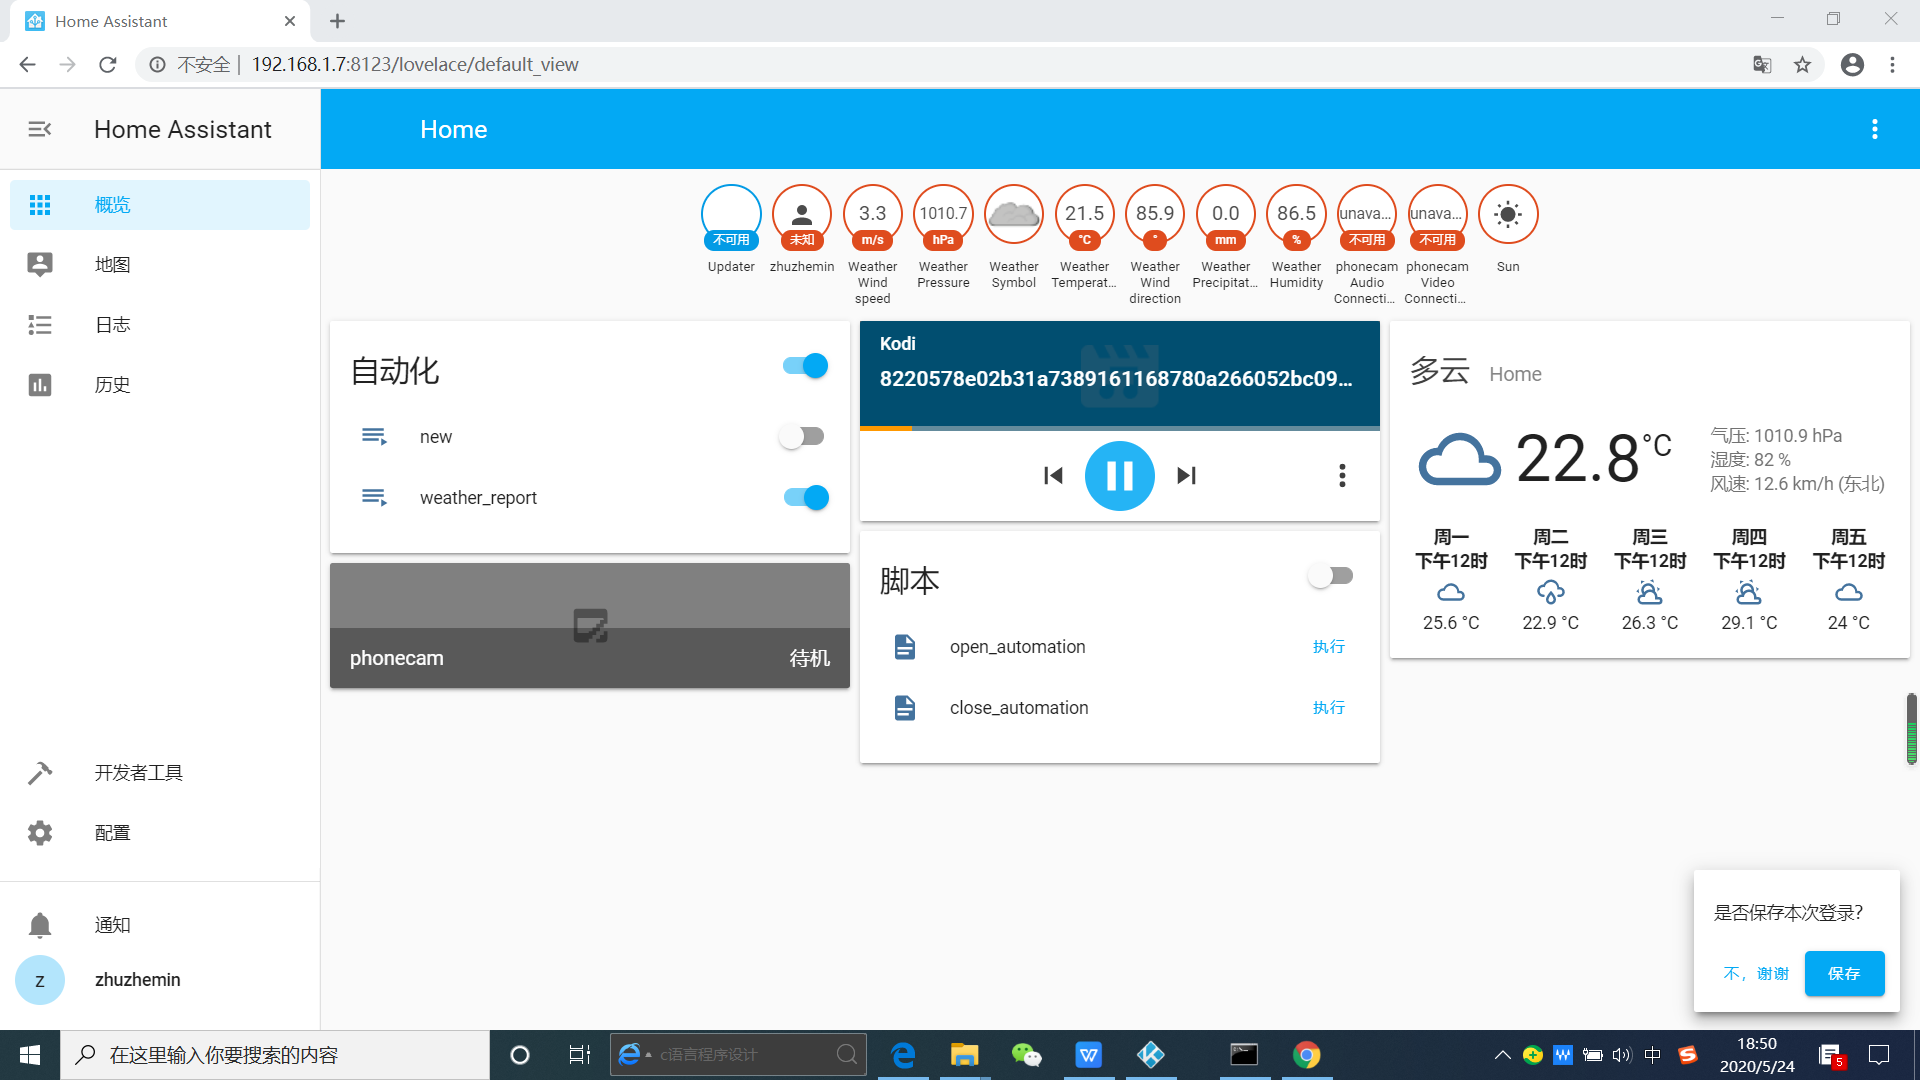 Home Assistant
不安全 | 192.168.1.7:8123/lovelace/default_view
Home Assistant
Home
概览
地图
日志
历史
开发者工具
配置
通知
Z
zhuzhemin
不可用
Updater
未知
zhuzhemin
3.3
m/s
Weather
Wind
speed
1010.7
hPa
Weather
Pressure
Weather
Symbol
21.5
°C
Weather
Temperat...
85.9
°
Weather
Wind
direction
0.0
mm
Weather
Precipitat...
86.5
%
Weather
Humidity
unava...
不可用
phonecam
Audio
Connecti...
unava...
不可用
phonecam
Video
Connecti...
Sun
自动化
new
weather_report
phonecam 待机
Kodi
8220578e02b31a7389161168780a266052bc09...
脚本
open_automation 执行
close_automation 执行
多云 Home
22.8 °C
气压: 1010.9 hPa
湿度: 82 %
风速: 12.6 km/h (东北)
周一 周二 周三 周四 周五
下午12时 下午12时 下午12时 下午12时 下午12时
25.6 °C 22.9 °C 26.3 °C 29.1 °C 24 °C
是否保存本次登录?
不，谢谢 保存
在这里输入你要搜索的内容
c语言程序设计
中
18:50
2020/5/24
5